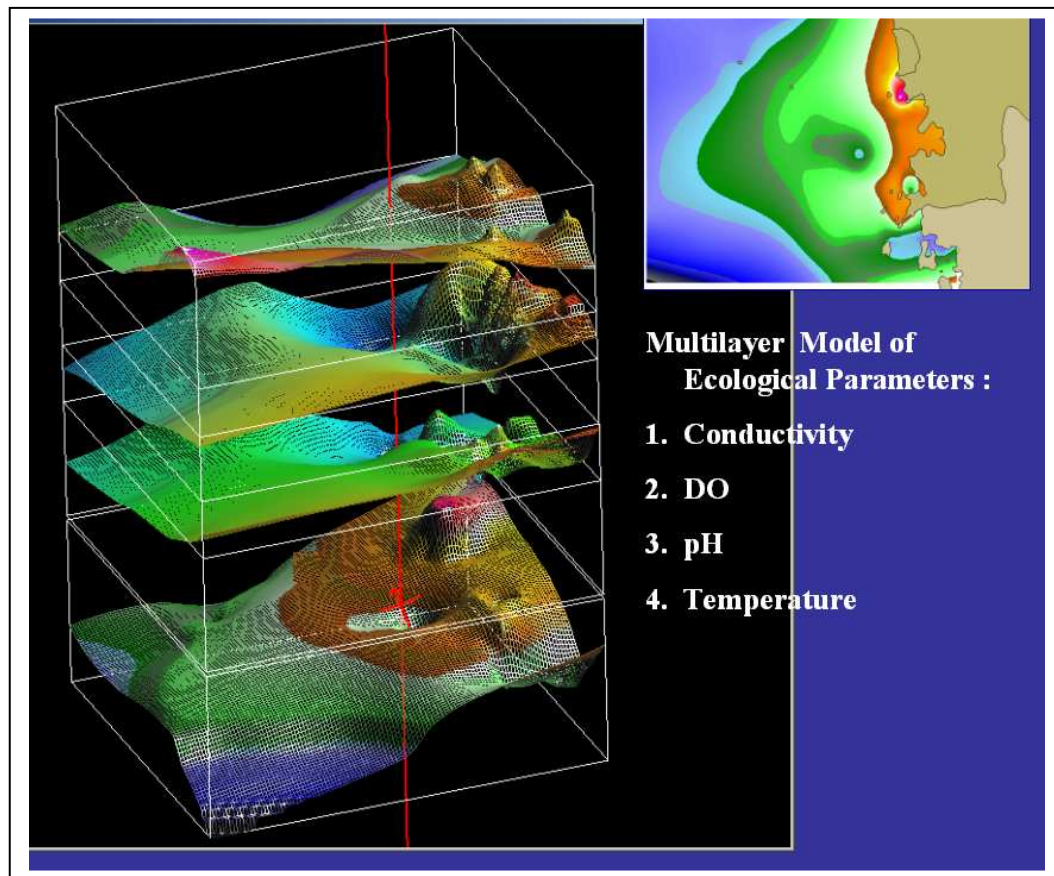 Multilayer Model of
Ecological Parameters :
1. Conductivity
2. DO
3. pH
4. Temperature